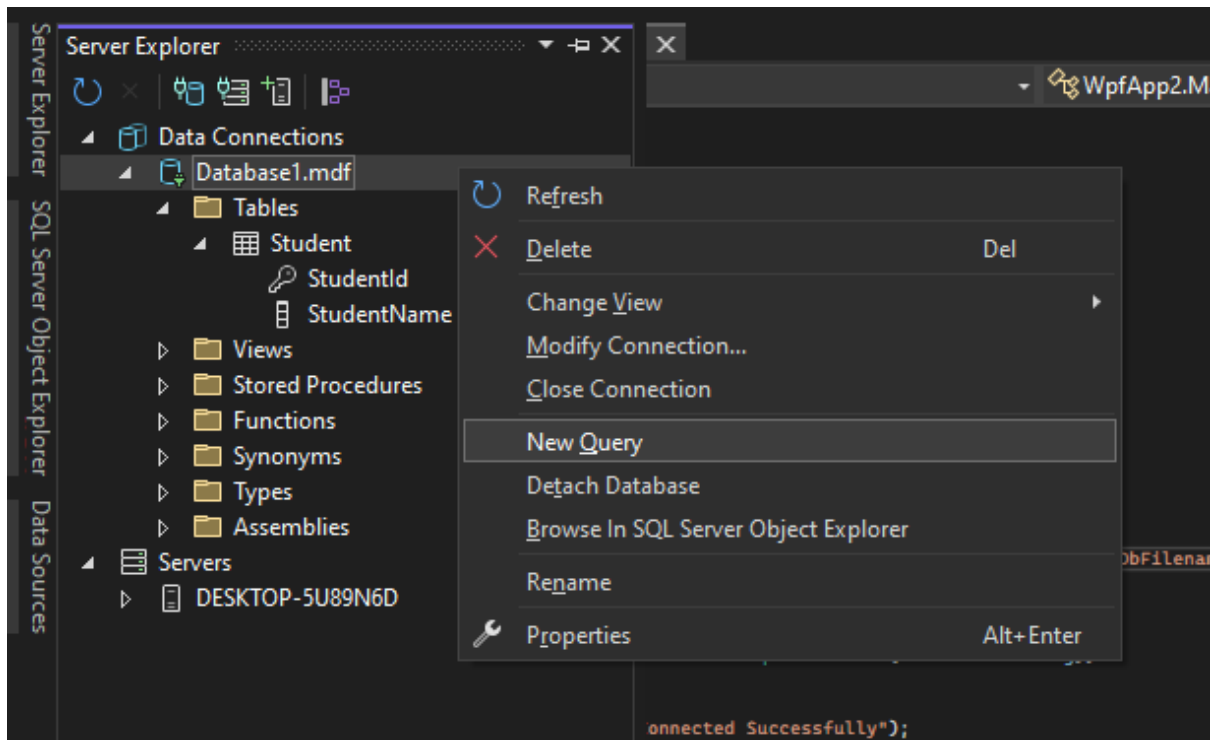 Server Explorer
SQL Server Object Explorer
Data Sources
Server Explorer
WpfApp2.M
Data Connections
Database1.mdf
Tables
Student
StudentId
StudentName
Views
Stored Procedures
Functions
Synonyms
Types
Assemblies
Servers
DESKTOP-5U89N6D
Refresh
Delete Del
Change View
Modify Connection...
Close Connection
New Query
Detach Database
Browse In SQL Server Object Explorer
Rename
Properties Alt+Enter
DbFilenam
onnected Successfully");